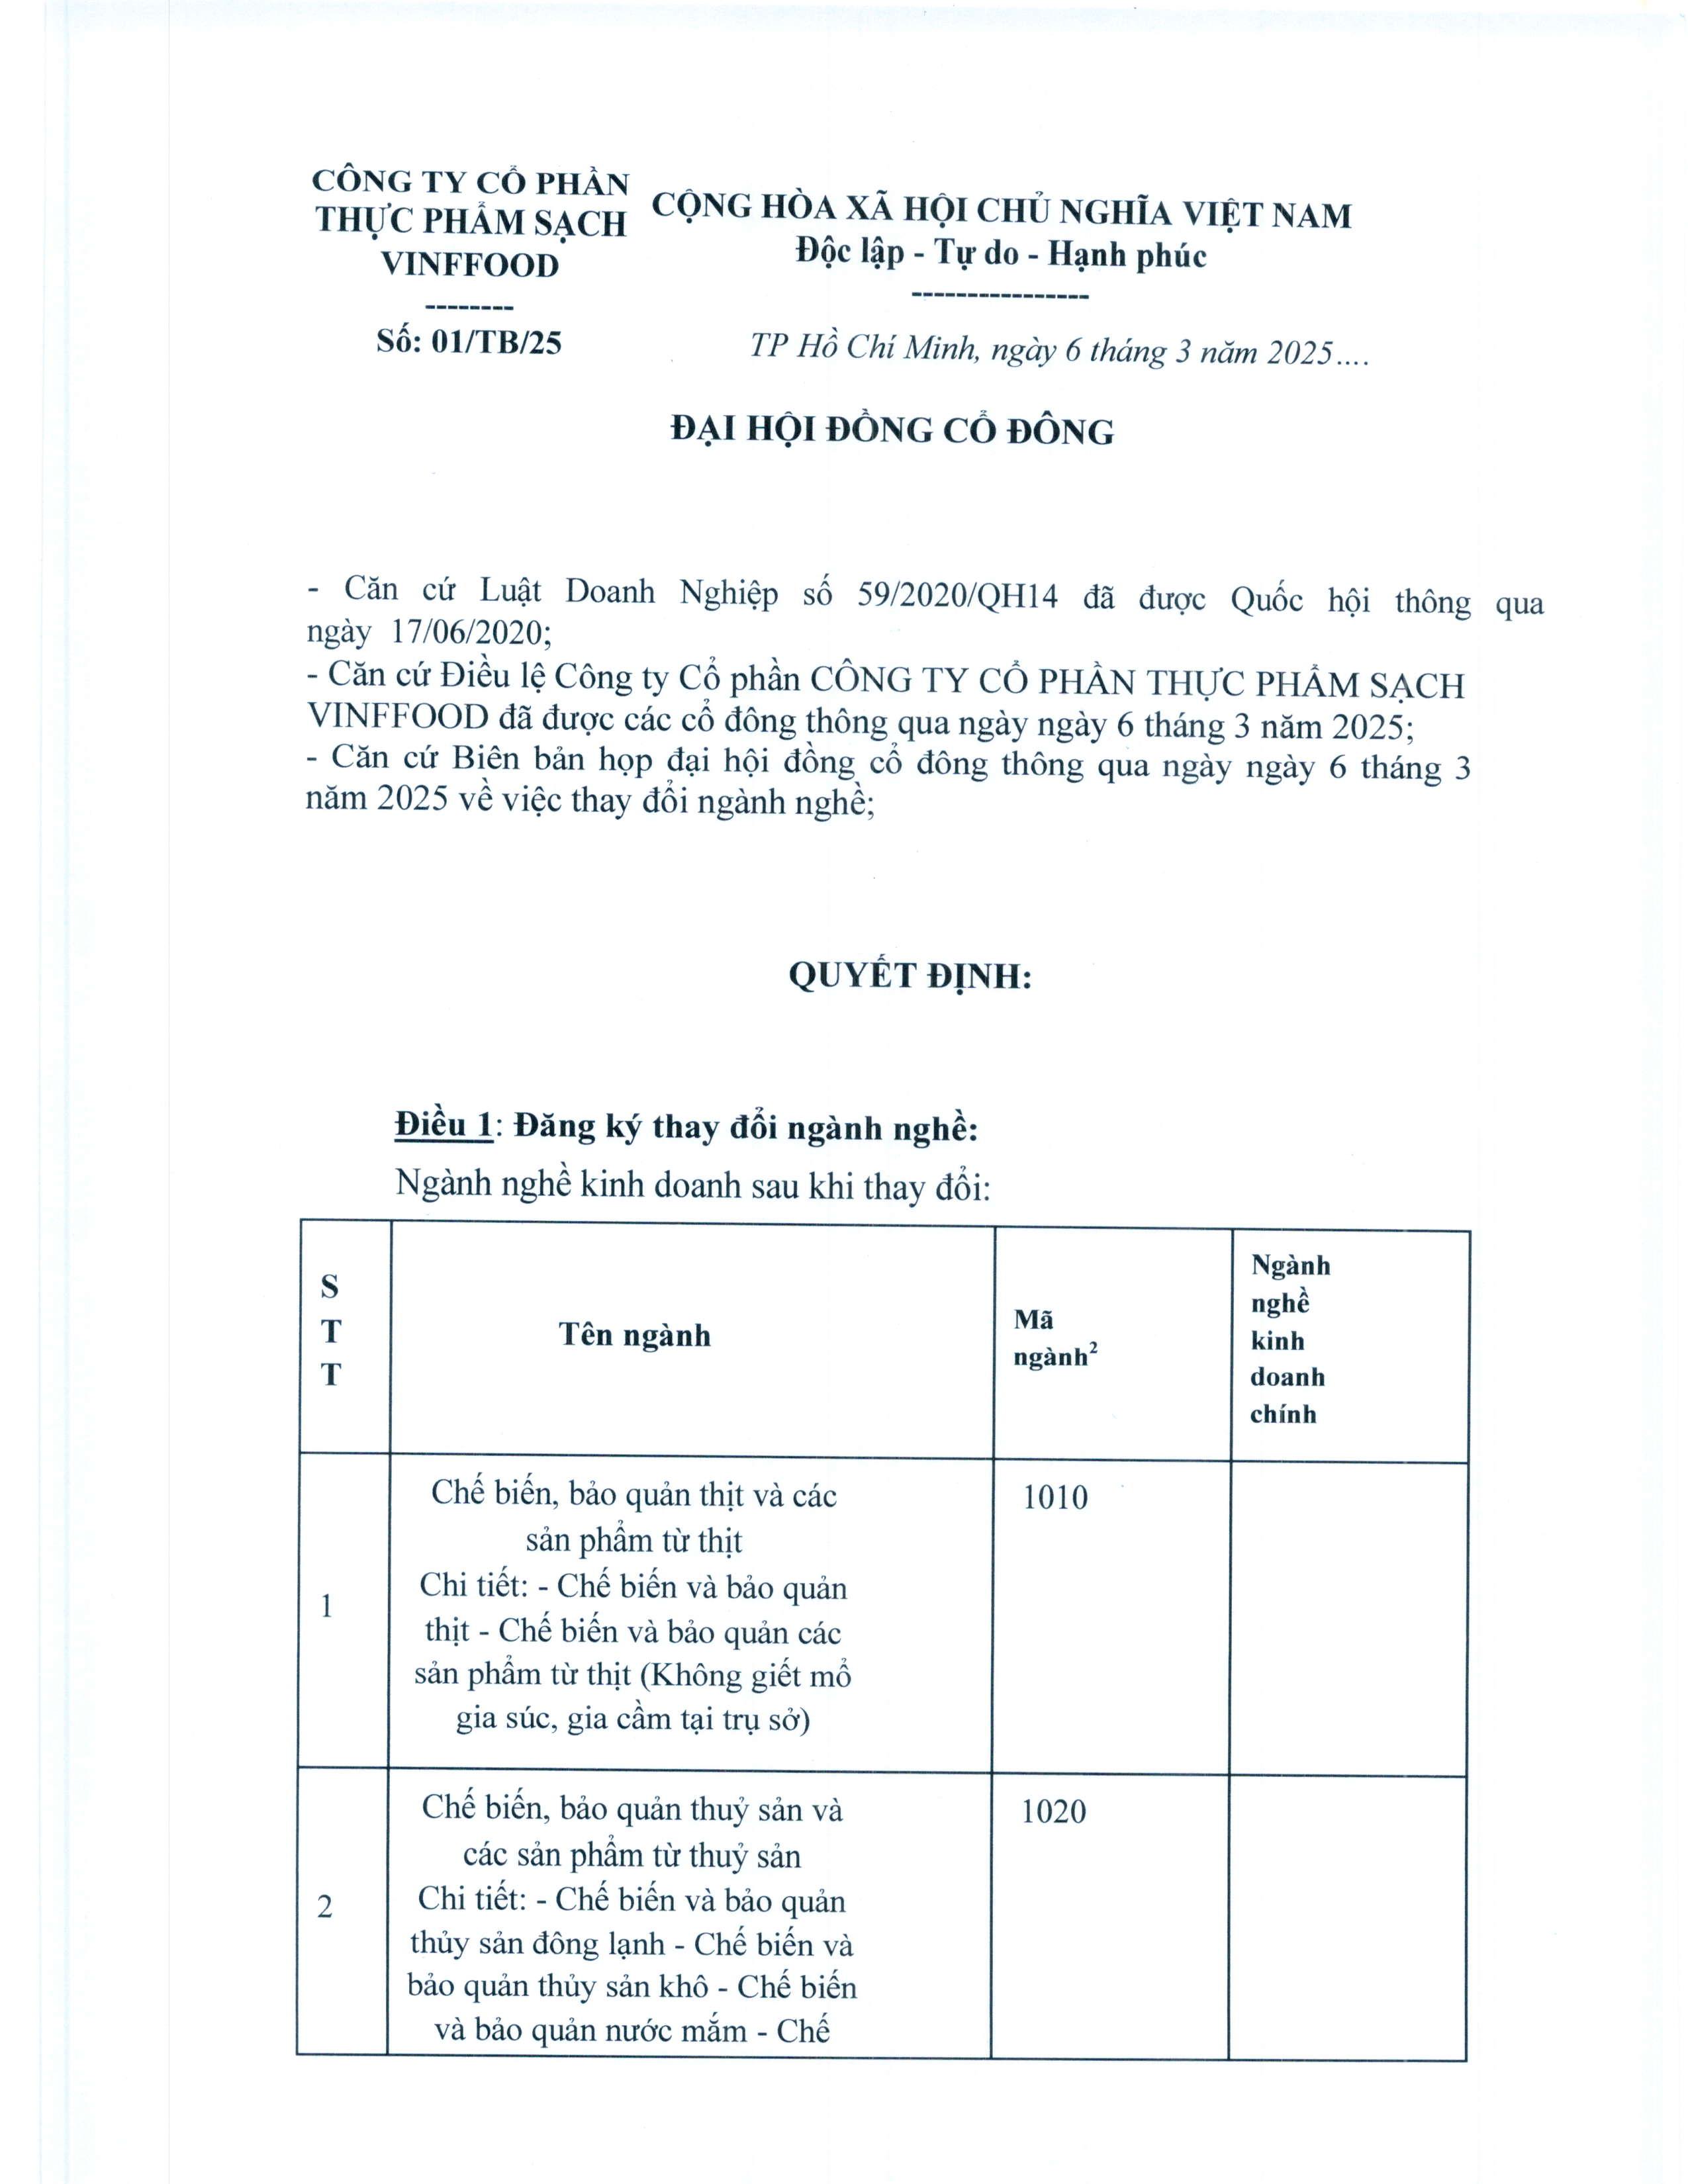 CÔNG TY CỔ PHẦN
THỰC PHẨM SẠCH
VINFFOOD
--------
Số: 01/TB/25
CỘNG HÒA XÃ HỘI CHỦ NGHĨA VIỆT NAM
Độc lập - Tự do - Hạnh phúc
----------------
TP Hồ Chí Minh, ngày 6 tháng 3 năm 2025....
ĐẠI HỘI ĐỒNG CỔ ĐÔNG
- Căn cứ Luật Doanh Nghiệp số 59/2020/QH14 đã được Quốc hội thông qua
ngày 17/06/2020;
- Căn cứ Điều lệ Công ty Cổ phần CÔNG TY CỔ PHẦN THỰC PHẨM SẠCH
VINFFOOD đã được các cổ đông thông qua ngày ngày 6 tháng 3 năm 2025;
- Căn cứ Biên bản họp đại hội đồng cổ đông thông qua ngày ngày 6 tháng 3
năm 2025 về việc thay đổi ngành nghề;
QUYẾT ĐỊNH:
Điều 1: Đăng ký thay đổi ngành nghề:
Ngành nghề kinh doanh sau khi thay đổi:
S
T
T
Tên ngành
Mã
ngành²
Ngành
nghề
kinh
doanh
chính
1
Chế biến, bảo quản thịt và các
sản phẩm từ thịt
Chi tiết: - Chế biến và bảo quản
thịt - Chế biến và bảo quản các
sản phẩm từ thịt (Không giết mổ
gia súc, gia cầm tại trụ sở)
1010
2
Chế biến, bảo quản thuỷ sản và
các sản phẩm từ thuỷ sản
Chi tiết: - Chế biến và bảo quản
thủy sản đông lạnh - Chế biến và
bảo quản thủy sản khô - Chế biến
và bảo quản nước mắm - Chế
1020